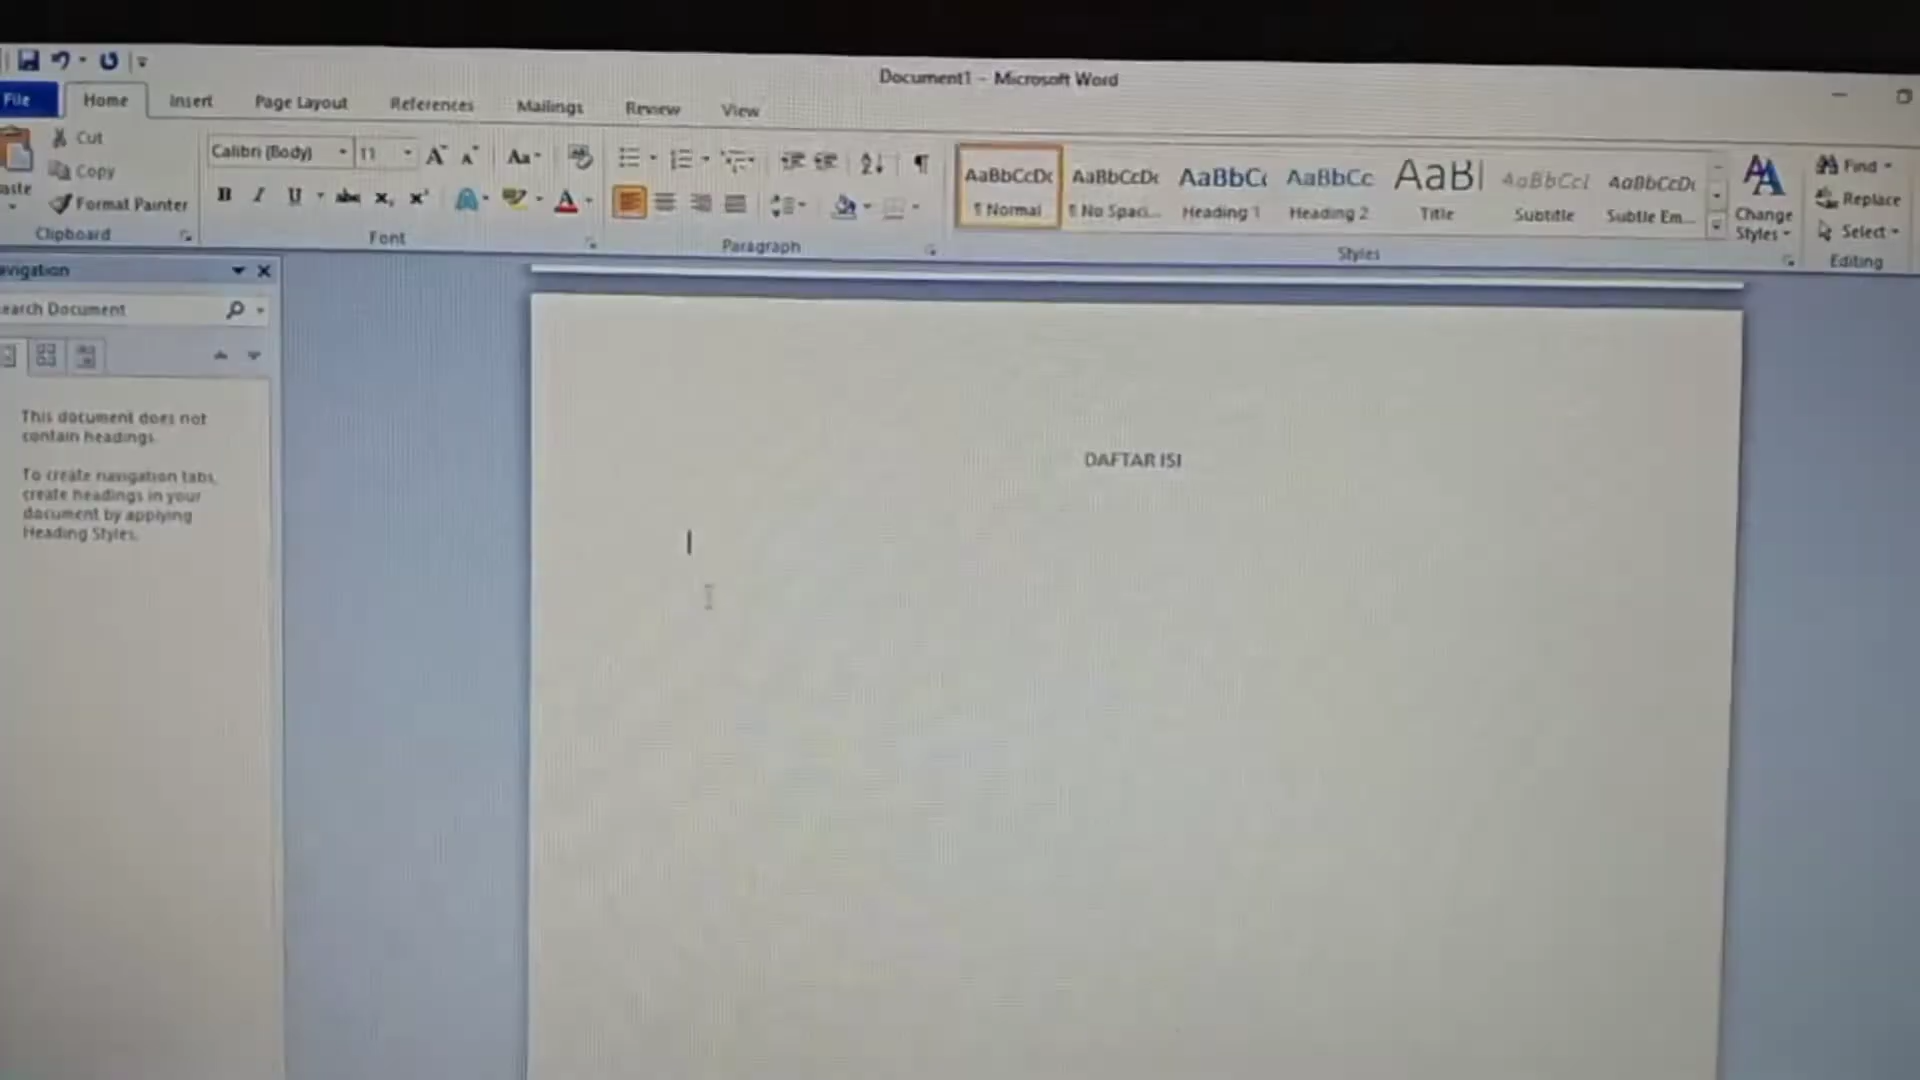 Document1 - Microsoft Word
File Home Insert Page Layout References Mailings Review View
Cut
Copy
Format Painter
Clipboard
Calibri (Body) 11
Font
Paragraph
AaBbCcDc AaBbCcDc AaBbC AaBbCc AaB AaBbCcI AaBbCcDc
¶ Normal ¶ No Spaci... Heading 1 Heading 2 Title Subtitle Subtle Em...
Styles
Change
Styles
Find
Replace
Select
Editing
avigation
earch Document
This document does not
contain headings.
To create navigation tabs,
create headings in your
document by applying
Heading Styles.
DAFTAR ISI